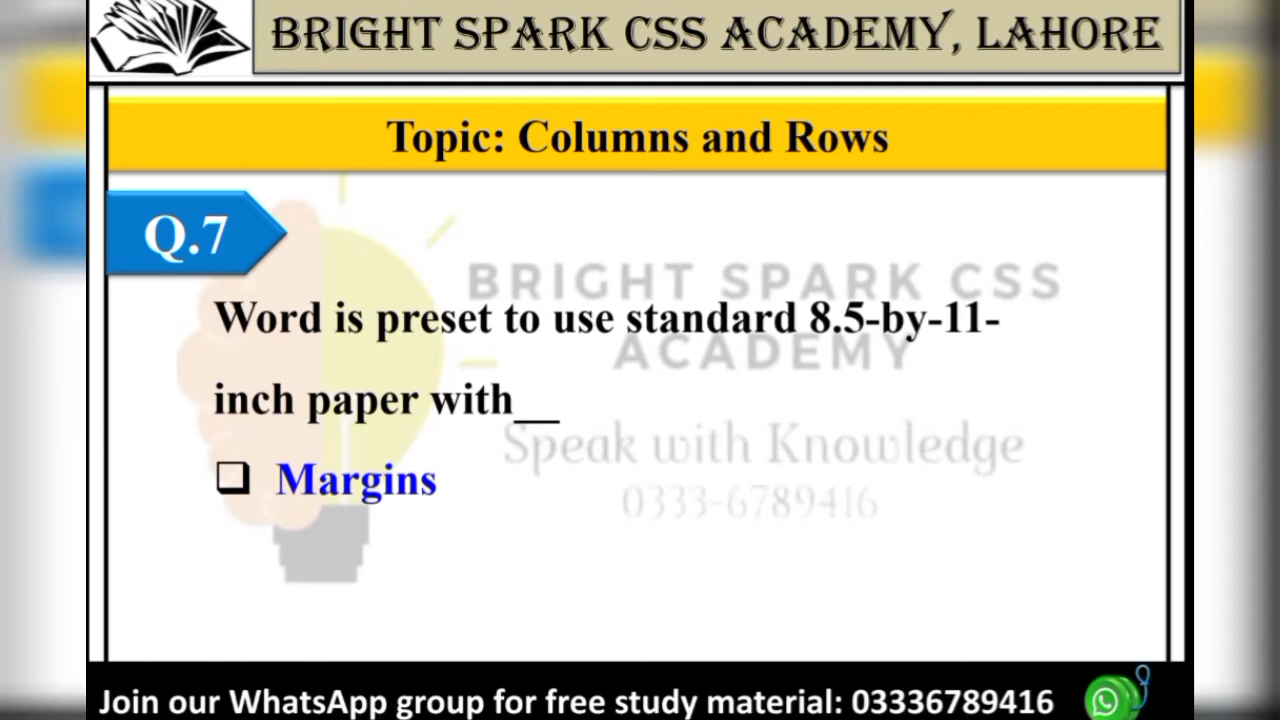 BRIGHT SPARK CSS ACADEMY, LAHORE
Topic: Columns and Rows
Q.7
BRIGHT SPARK CSS
ACADEMY
Word is preset to use standard 8.5-by-11-
inch paper with__
Speak with Knowledge
Margins
0333-6789416
Join our WhatsApp group for free study material: 03336789416